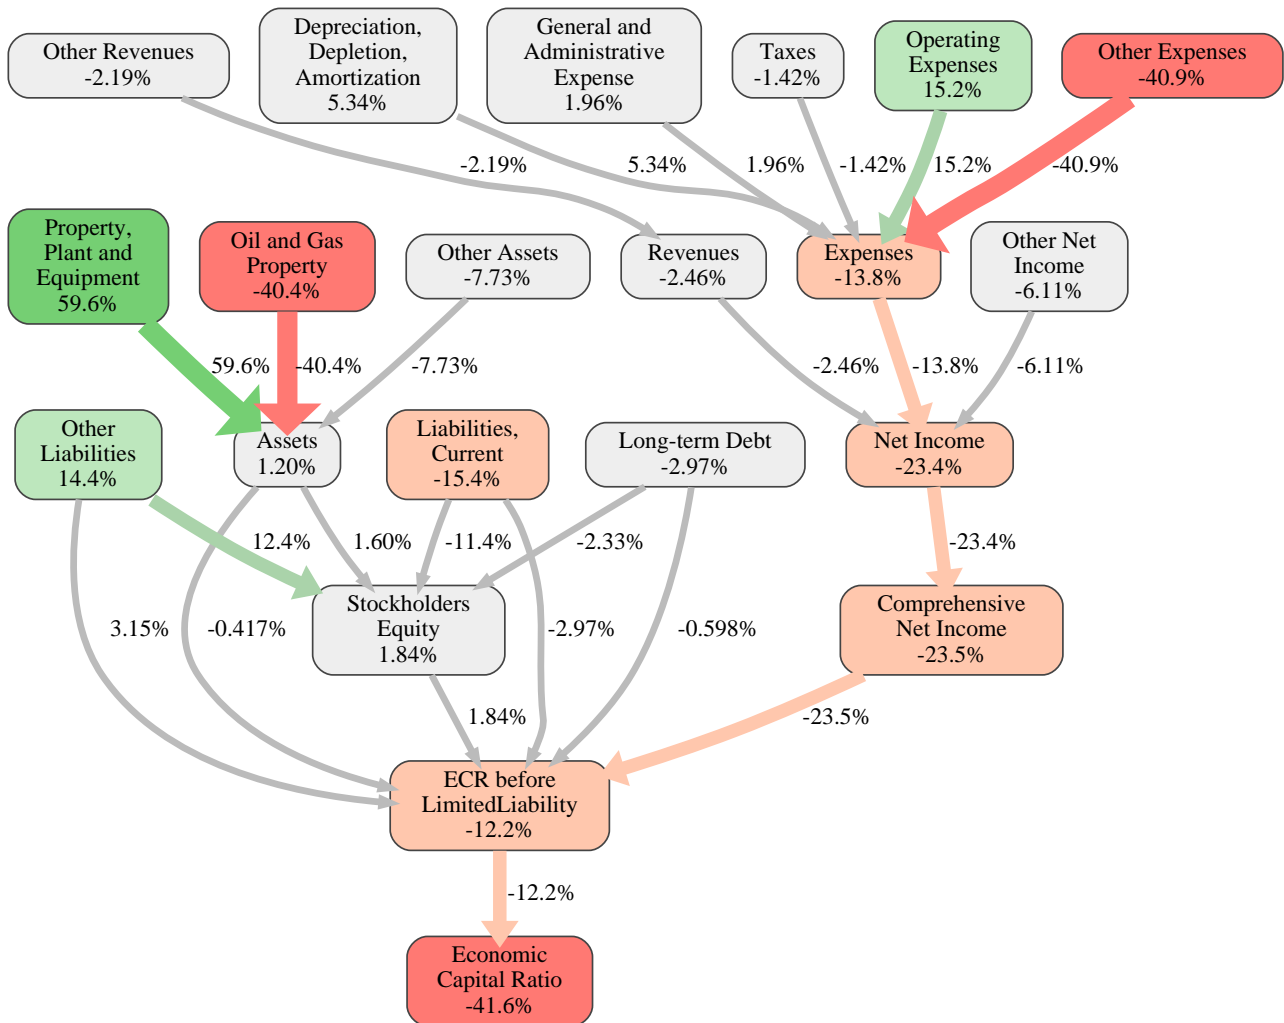 Other Revenues
-2.19%
Depreciation,
Depletion,
Amortization
5.34%
General and
Administrative
Expense
1.96%
Taxes
-1.42%
Operating
Expenses
15.2%
Other Expenses
-40.9%
-2.19%
5.34%
1.96%
-1.42%
15.2%
-40.9%
Property,
Plant and
Equipment
59.6%
Oil and Gas
Property
-40.4%
Other Assets
-7.73%
Revenues
-2.46%
Expenses
-13.8%
Other Net
Income
-6.11%
59.6%
-40.4%
-7.73%
-2.46%
-13.8%
-6.11%
Other
Liabilities
14.4%
Assets
1.20%
Liabilities,
Current
-15.4%
Long-term Debt
-2.97%
Net Income
-23.4%
12.4%
1.60%
-11.4%
-2.33%
-23.4%
Stockholders
Equity
1.84%
Comprehensive
Net Income
-23.5%
3.15%
-0.417%
-2.97%
-0.598%
1.84%
-23.5%
ECR before
LimitedLiability
-12.2%
-12.2%
Economic
Capital Ratio
-41.6%